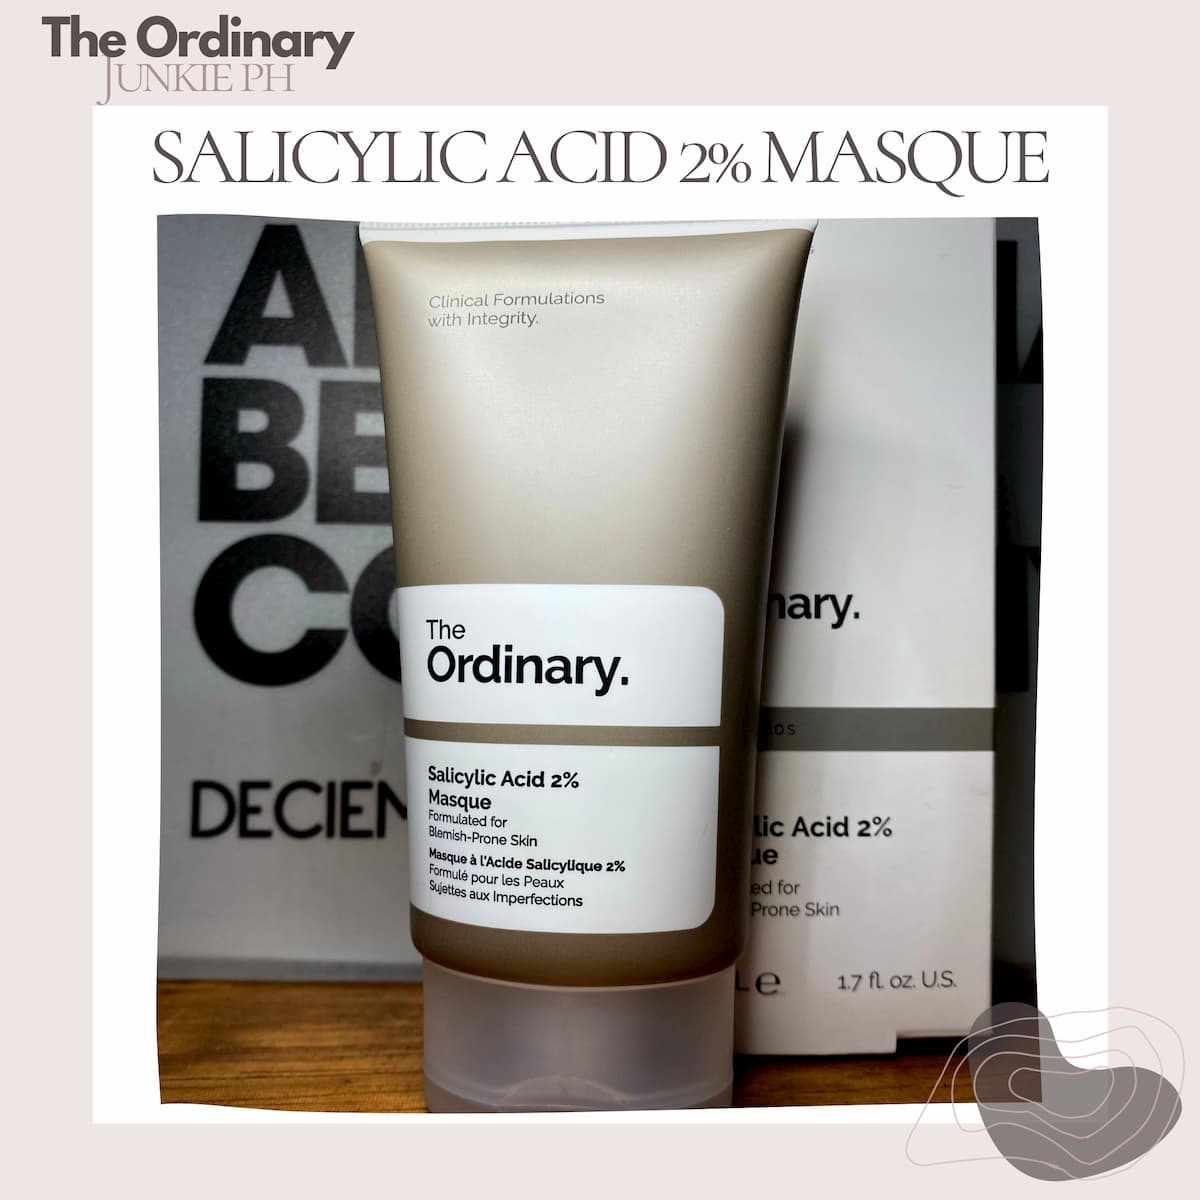 The Ordinary
JUNKIE PH
SALICYLIC ACID 2% MASQUE
Clinical Formulations
with Integrity.
The
Ordinary.
Salicylic Acid 2%
Masque
Formulated for
Blemish-Prone Skin
Masque à l'Acide Salicylique 2%
Formulé pour les Peaux
Sujettes aux Imperfections
BE
CO
DECIEM
nary.
lic Acid 2%
ue
ed for
Prone Skin
L e
1.7 fl. oz. U.S.